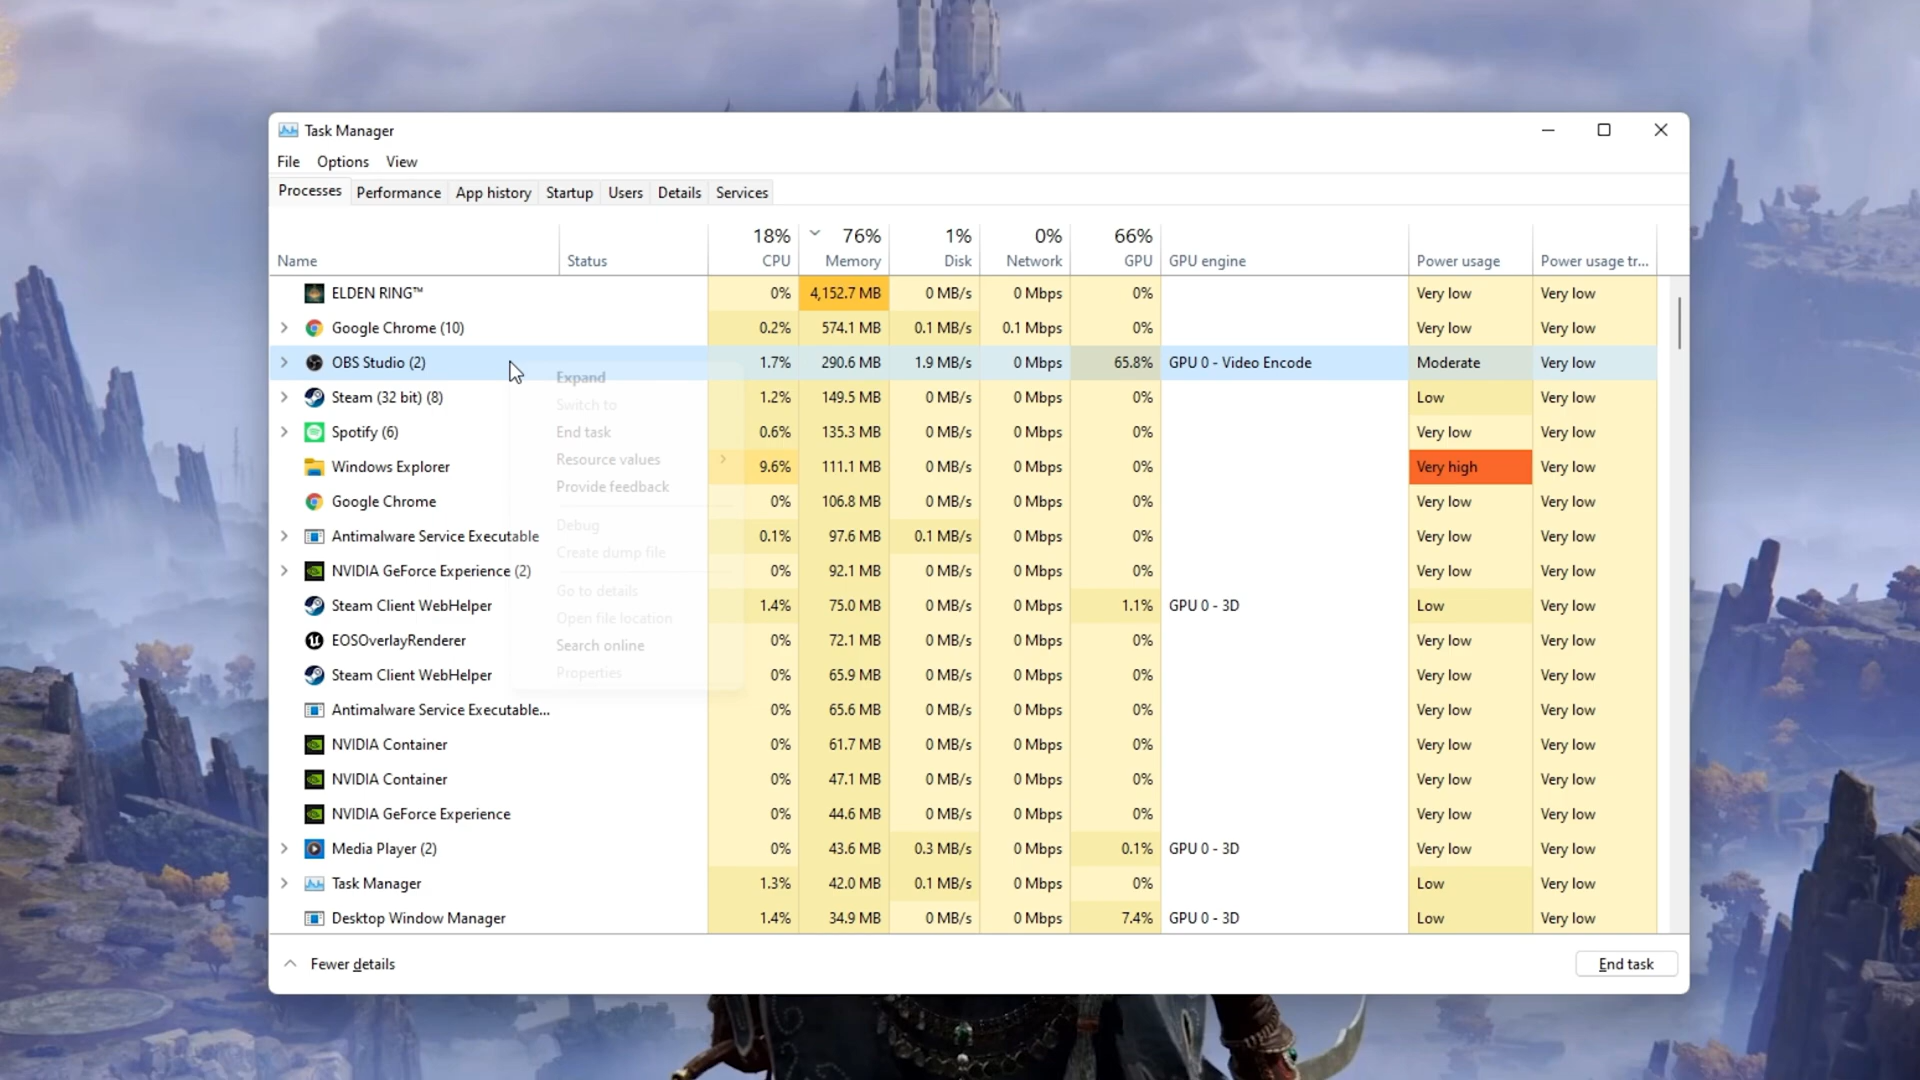 Task Manager
File Options View
Processes Performance App history Startup Users Details Services
18% 76% 1% 0% 66%
Name Status CPU Memory Disk Network GPU GPU engine Power usage Power usage tr...
ELDEN RING™ 0% 4,152.7 MB 0 MB/s 0 Mbps 0% Very low Very low
Google Chrome (10) 0.2% 574.1 MB 0.1 MB/s 0.1 Mbps 0% Very low Very low
OBS Studio (2) 1.7% 290.6 MB 1.9 MB/s 0 Mbps 65.8% GPU 0 - Video Encode Moderate Very low
Steam (32 bit) (8) 1.2% 149.5 MB 0 MB/s 0 Mbps 0% Low Very low
Spotify (6) 0.6% 135.3 MB 0 MB/s 0 Mbps 0% Very low Very low
Windows Explorer 9.6% 111.1 MB 0 MB/s 0 Mbps 0% Very high Very low
Google Chrome 0% 106.8 MB 0 MB/s 0 Mbps 0% Very low Very low
Antimalware Service Executable 0.1% 97.6 MB 0.1 MB/s 0 Mbps 0% Very low Very low
NVIDIA GeForce Experience (2) 0% 92.1 MB 0 MB/s 0 Mbps 0% Very low Very low
Steam Client WebHelper 1.4% 75.0 MB 0 MB/s 0 Mbps 1.1% GPU 0 - 3D Low Very low
EOSOverlayRenderer 0% 72.1 MB 0 MB/s 0 Mbps 0% Very low Very low
Steam Client WebHelper 0% 65.9 MB 0 MB/s 0 Mbps 0% Very low Very low
Antimalware Service Executable... 0% 65.6 MB 0 MB/s 0 Mbps 0% Very low Very low
NVIDIA Container 0% 61.7 MB 0 MB/s 0 Mbps 0% Very low Very low
NVIDIA Container 0% 47.1 MB 0 MB/s 0 Mbps 0% Very low Very low
NVIDIA GeForce Experience 0% 44.6 MB 0 MB/s 0 Mbps 0% Very low Very low
Media Player (2) 0% 43.6 MB 0.3 MB/s 0 Mbps 0.1% GPU 0 - 3D Very low Very low
Task Manager 1.3% 42.0 MB 0.1 MB/s 0 Mbps 0% Low Very low
Desktop Window Manager 1.4% 34.9 MB 0 MB/s 0 Mbps 7.4% GPU 0 - 3D Low Very low
Expand
Switch to
End task
Resource values
Provide feedback
Debug
Create dump file
Go to details
Open file location
Search online
Properties
Fewer details End task